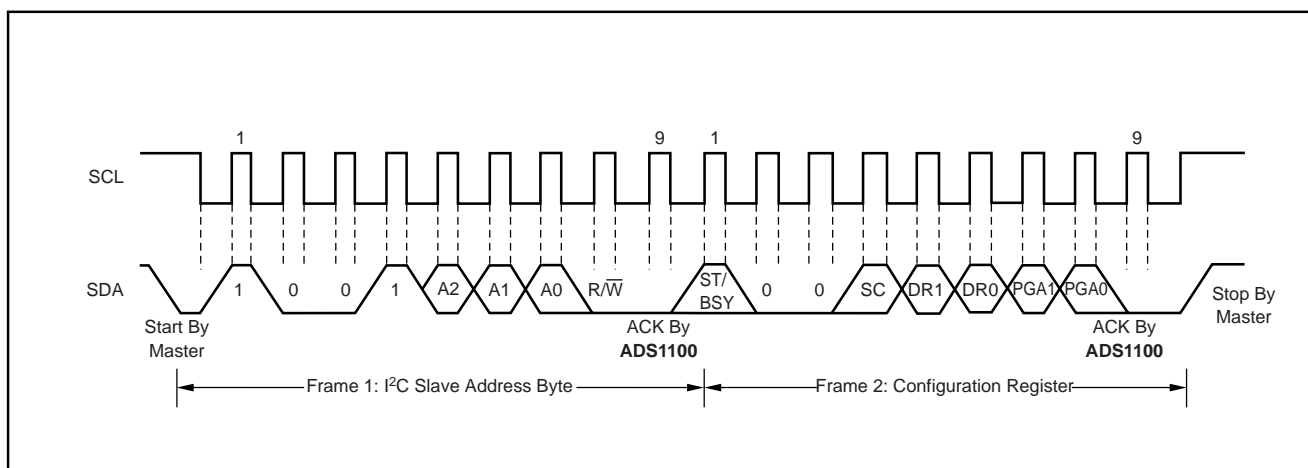 1 9 1 9
SCL
SDA 1 0 0 1 A2 A1 A0 R/W̅ ST/BSY 0 0 SC DR1 DR0 PGA1 PGA0
Start By
Master
ACK By
ADS1100
ACK By
ADS1100
Stop By
Master
Frame 1: I²C Slave Address Byte
Frame 2: Configuration Register